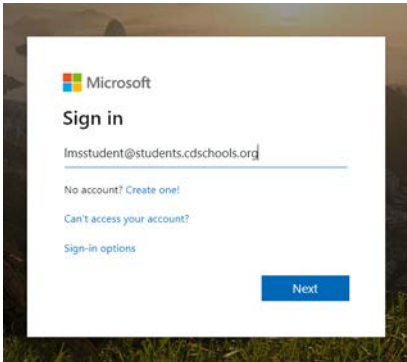 Microsoft
Sign in
lmsstudent@students.cdschools.org
No account? Create one!
Can't access your account?
Sign-in options
Next